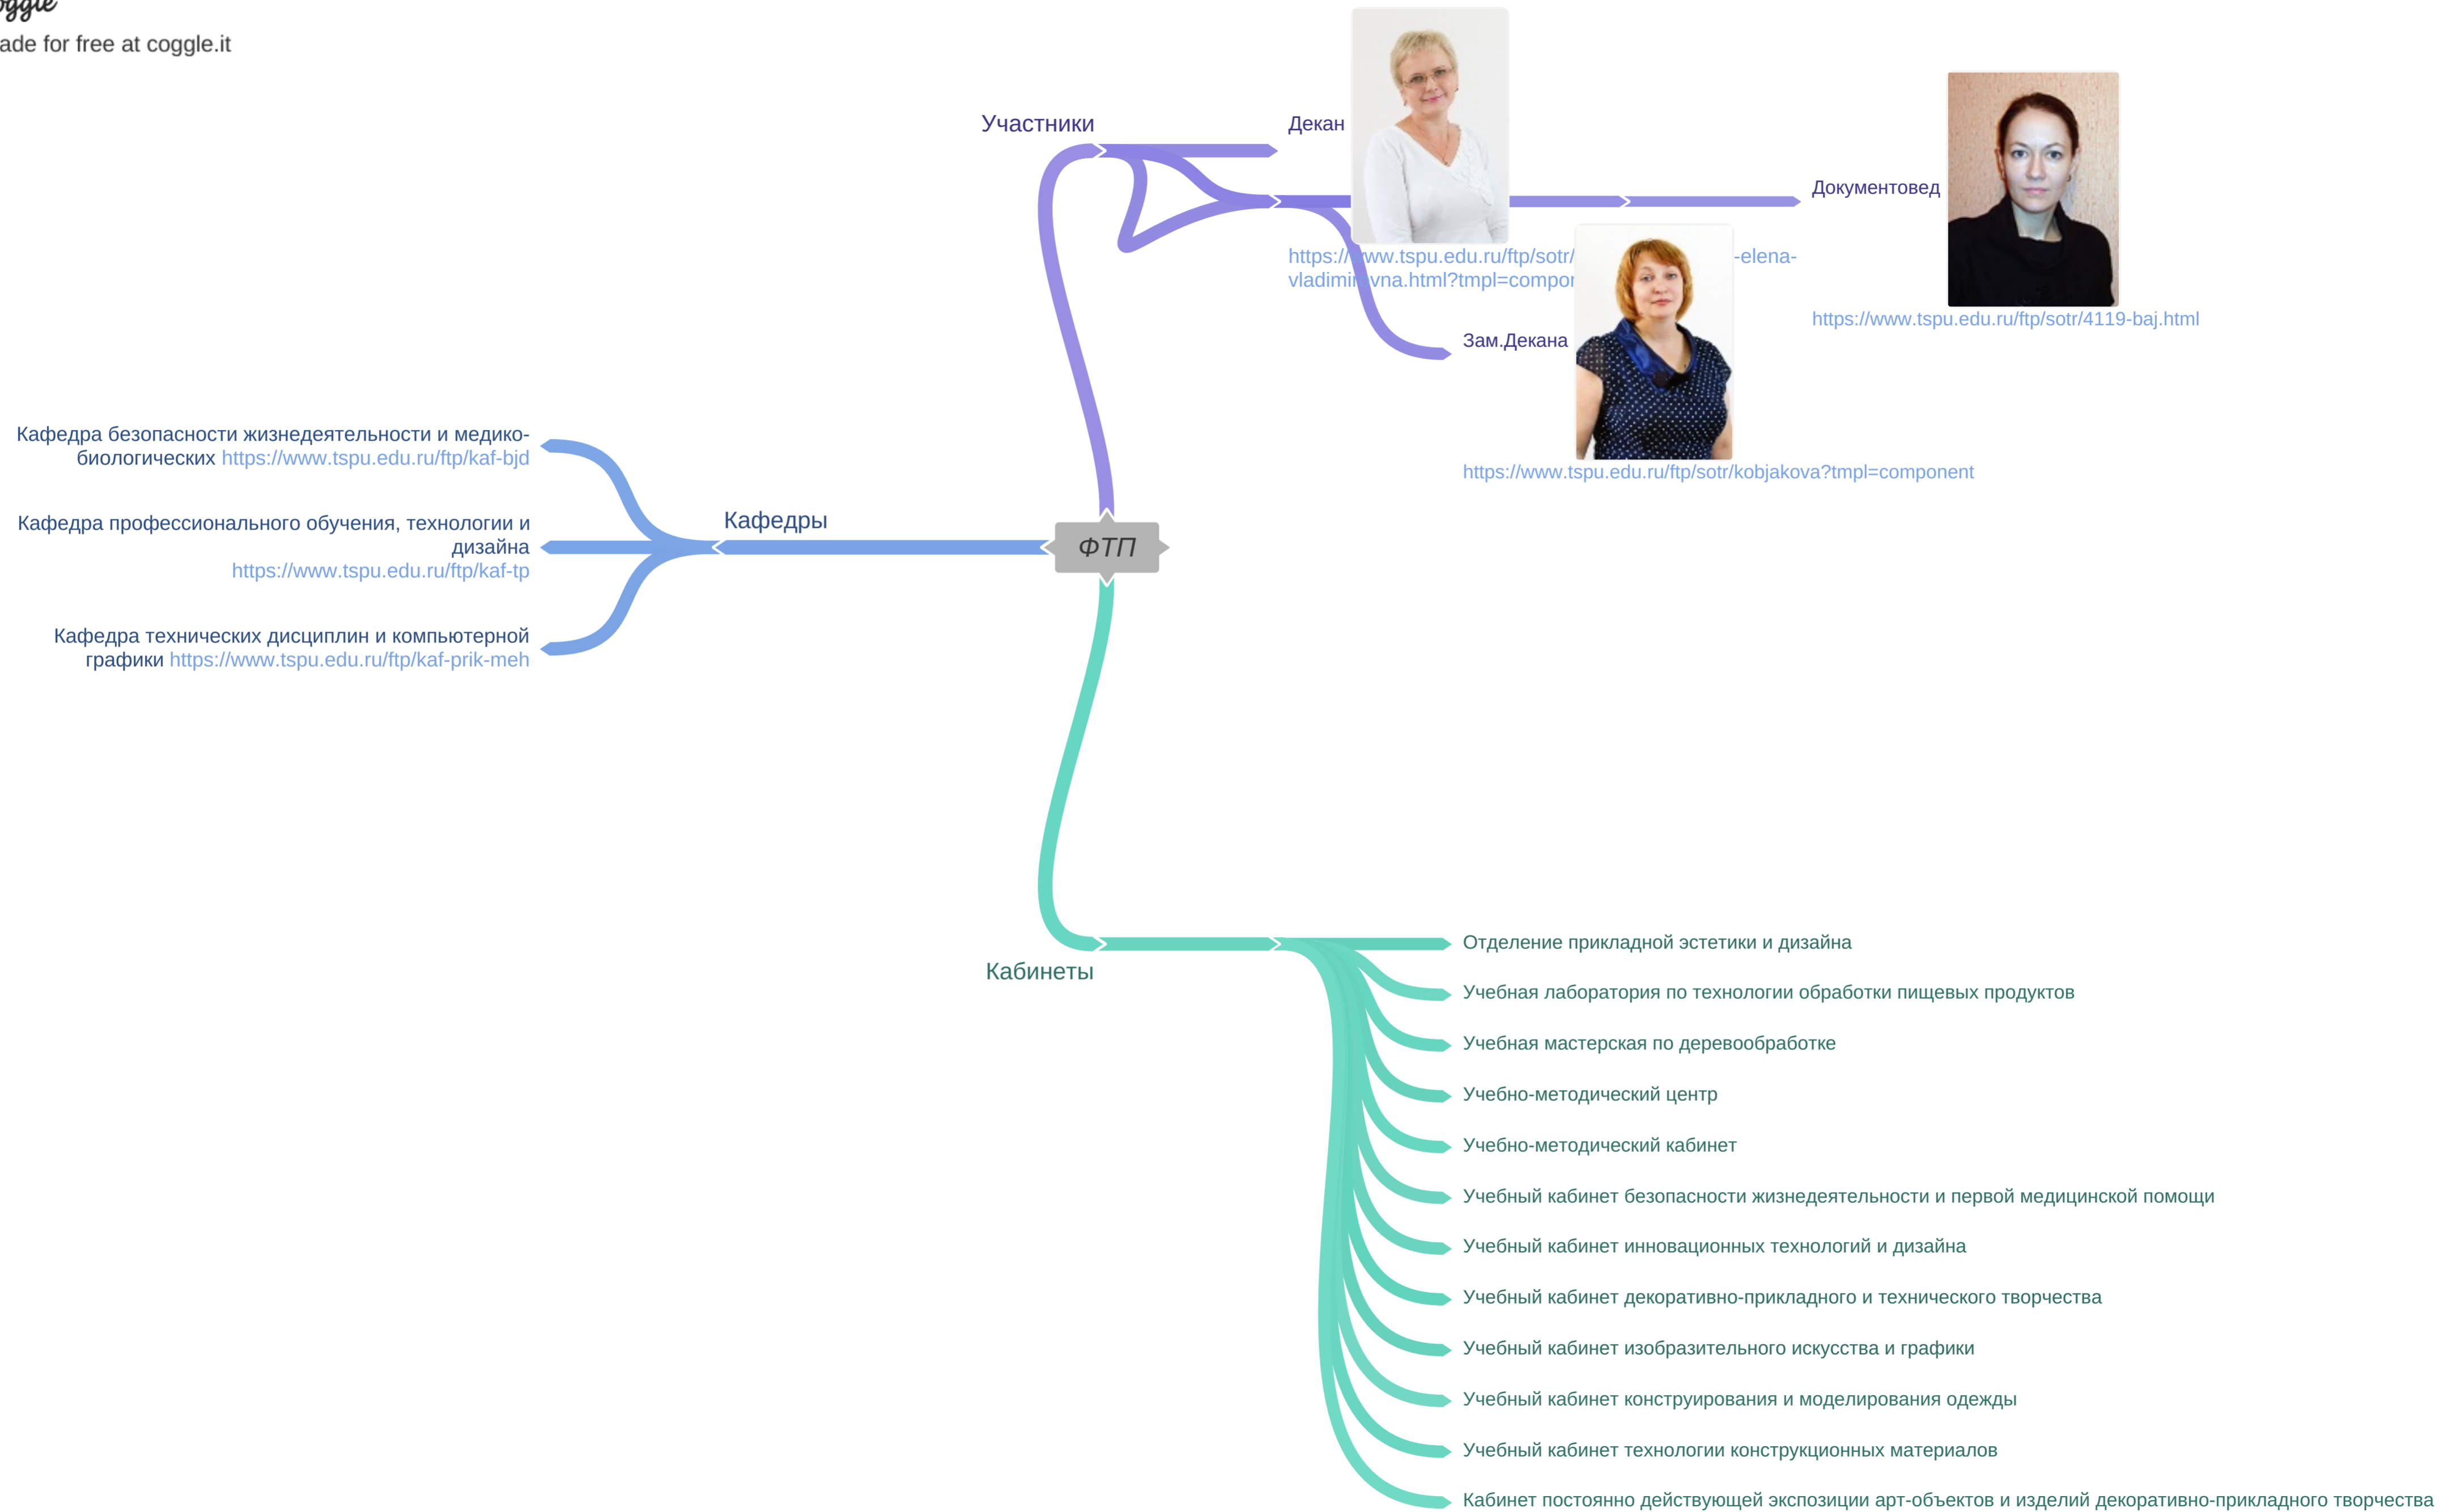 ade for free at coggle.it
Участники
Декан
https://www.tspu.edu.ru/ftp/sotr/
-elena-
vladimirovna.html?tmpl=compo
Документовед
https://www.tspu.edu.ru/ftp/sotr/4119-baj.html
Зам.Декана
https://www.tspu.edu.ru/ftp/sotr/kobjakova?tmpl=component
Кафедра безопасности жизнедеятельности и медико-
биологических https://www.tspu.edu.ru/ftp/kaf-bjd
Кафедра профессионального обучения, технологии и
дизайна
https://www.tspu.edu.ru/ftp/kaf-tp
Кафедра технических дисциплин и компьютерной
графики https://www.tspu.edu.ru/ftp/kaf-prik-meh
Кафедры
ФТП
Кабинеты
Отделение прикладной эстетики и дизайна
Учебная лаборатория по технологии обработки пищевых продуктов
Учебная мастерская по деревообработке
Учебно-методический центр
Учебно-методический кабинет
Учебный кабинет безопасности жизнедеятельности и первой медицинской помощи
Учебный кабинет инновационных технологий и дизайна
Учебный кабинет декоративно-прикладного и технического творчества
Учебный кабинет изобразительного искусства и графики
Учебный кабинет конструирования и моделирования одежды
Учебный кабинет технологии конструкционных материалов
Кабинет постоянно действующей экспозиции арт-объектов и изделий декоративно-прикладного творчества